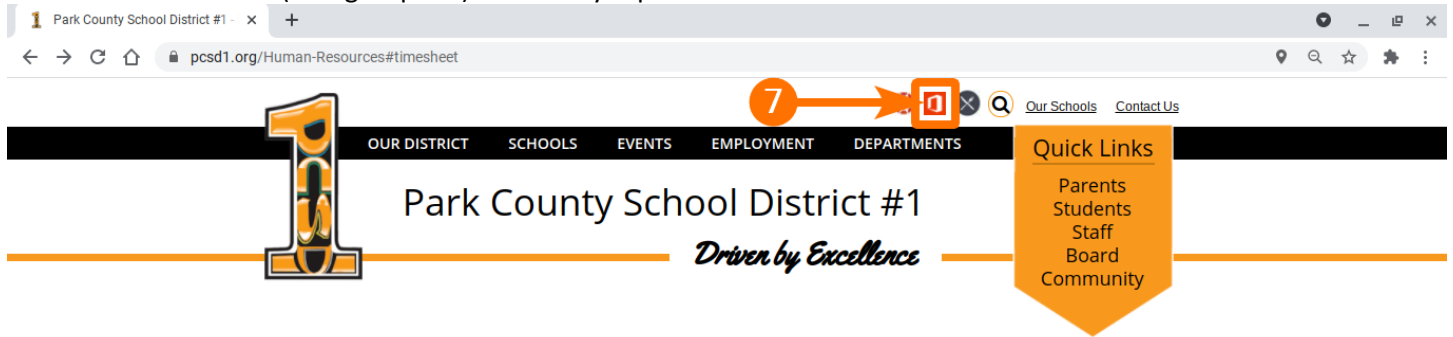 Park County School District #1 -
pcsd1.org/Human-Resources#timesheet
7
Our Schools Contact Us
OUR DISTRICT SCHOOLS EVENTS EMPLOYMENT DEPARTMENTS
Quick Links
Park County School District #1
Driven by Excellence
Parents
Students
Staff
Board
Community